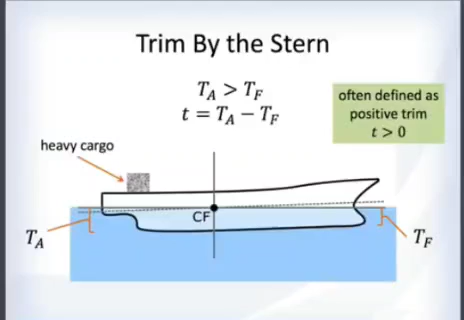 Trim By the Stern
T_A > T_F
t = T_A − T_F
often defined as
positive trim
t > 0
heavy cargo
CF
T_A
T_F